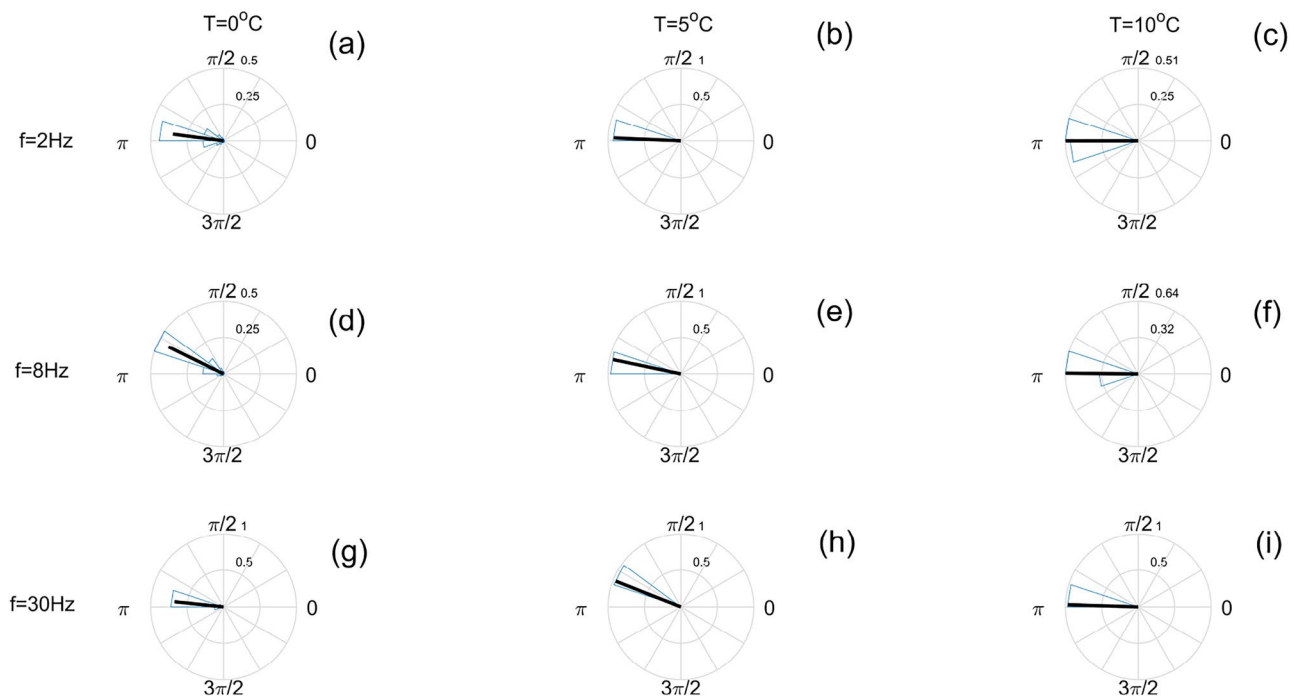 T=0°C
T=5°C
T=10°C
(a)
(b)
(c)
π/2 0.5
π/2 1
π/2 0.51
0.25
0.5
0.25
f=2Hz
π
0
π
0
π
0
3π/2
3π/2
3π/2
(d)
(e)
(f)
π/2 0.5
π/2 1
π/2 0.64
0.25
0.5
0.32
f=8Hz
π
0
π
0
π
0
3π/2
3π/2
3π/2
(g)
(h)
(i)
π/2 1
π/2 1
π/2 1
0.5
0.5
0.5
f=30Hz
π
0
π
0
π
0
3π/2
3π/2
3π/2